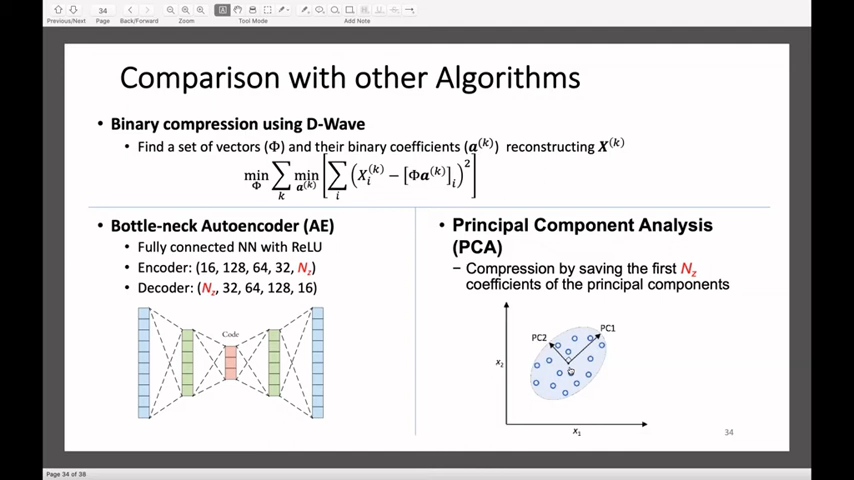 34
Previous/Next
Page
Back/Forward
Zoom
Tool Mode
Add Note
Comparison with other Algorithms
• Binary compression using D-Wave
• Find a set of vectors (Φ) and their binary coefficients (𝒂^(k)) reconstructing 𝑿^(k)
min_Φ ∑_k min_𝒂^(k) [∑_i (X_i^(k) − [Φ𝒂^(k)]_i)^2]
• Bottle-neck Autoencoder (AE)
• Fully connected NN with ReLU
• Encoder: (16, 128, 64, 32, N_z)
• Decoder: (N_z, 32, 64, 128, 16)
Code
• Principal Component Analysis
(PCA)
− Compression by saving the first N_z
coefficients of the principal components
PC1
PC2
x_2
x_1
34
Page 34 of 38